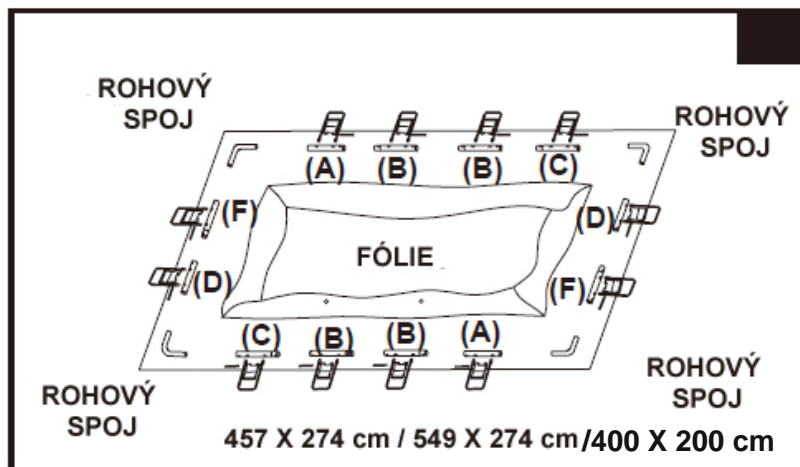 ROHOVÝ
SPOJ
ROHOVÝ
SPOJ
(A) (B) (B) (C)
(F) (D)
FÓLIE
(D) (F)
(C) (B) (B) (A)
ROHOVÝ
SPOJ
ROHOVÝ
SPOJ
457 X 274 cm / 549 X 274 cm /400 X 200 cm